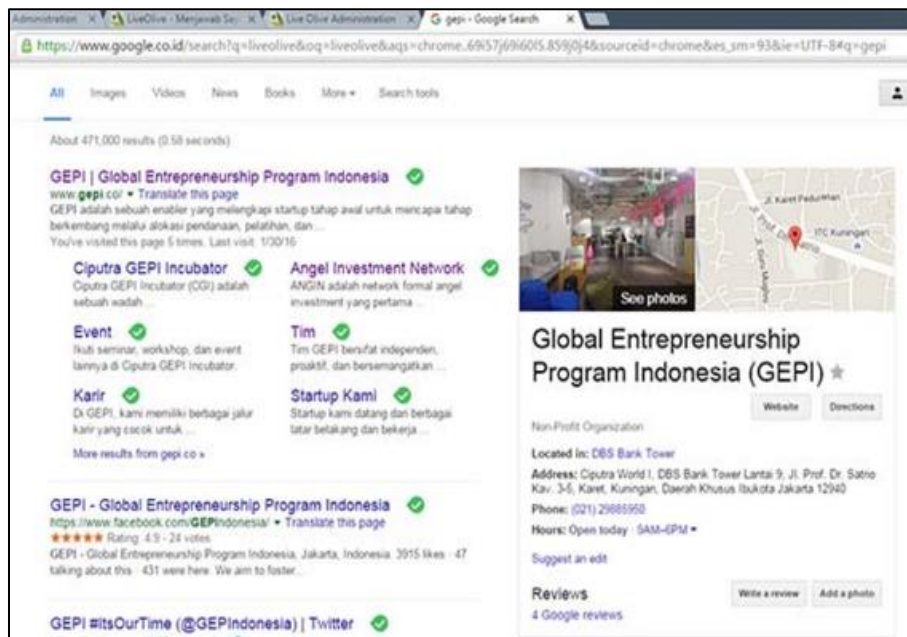 Administration
LiveOlive - Menjawab Sep
Live Olive Administration
gepi - Google Search
https://www.google.co.id/search?q=liveolive&oq=liveolive&aqs=chrome..69i57j69i60l5.859j0j4&sourceid=chrome&es_sm=93&ie=UTF-8#q=gepi
All Images Videos News Books More Search tools
About 471,000 results (0.58 seconds)
GEPI | Global Entrepreneurship Program Indonesia
www.gepi.co/ Translate this page
GEPI adalah sebuah enabler yang melengkapi startup tahap awal untuk mencapai tahap
berkembang melalui alokasi pendanaan, pelatihan, dan ...
You've visited this page 5 times. Last visit: 1/30/16
Ciputra GEPI Incubator
Ciputra GEPI Incubator (CGI) adalah
sebuah wadah ...
Angel Investment Network
ANGIN adalah network formal angel
investment yang pertama ...
Event
Ikuti seminar, workshop, dan event
lainnya di Ciputra GEPI Incubator.
Tim
Tim GEPI bersifat independen,
proaktif, dan bersemangatkan ...
Karir
Di GEPI, kami memiliki berbagai jalur
karir yang cocok untuk ...
Startup Kami
Startup kami datang dan berbagai
latar belakang dan bekerja ...
More results from gepi.co »
GEPI - Global Entrepreneurship Program Indonesia
https://www.facebook.com/GEPIndonesia/ Translate this page
Rating: 4.9 - 24 votes
GEPI - Global Entrepreneurship Program Indonesia, Jakarta, Indonesia. 3915 likes · 47
talking about this · 431 were here. We aim to foster...
GEPI #ItsOurTime (@GEPIndonesia) | Twitter
See photos
Jl. Karet Pedurenan
Jl. Prof. Dr. Satrio
ITC Kuningan
Global Entrepreneurship
Program Indonesia (GEPI)
Website Directions
Non-Profit Organization
Located in: DBS Bank Tower
Address: Ciputra World I, DBS Bank Tower Lantai 9, Jl. Prof. Dr. Satrio
Kav. 3-5, Karet, Kuningan, Daerah Khusus Ibukota Jakarta 12940
Phone: (021) 29885950
Hours: Open today · 9AM–6PM
Suggest an edit
Reviews
Write a review Add a photo
4 Google reviews